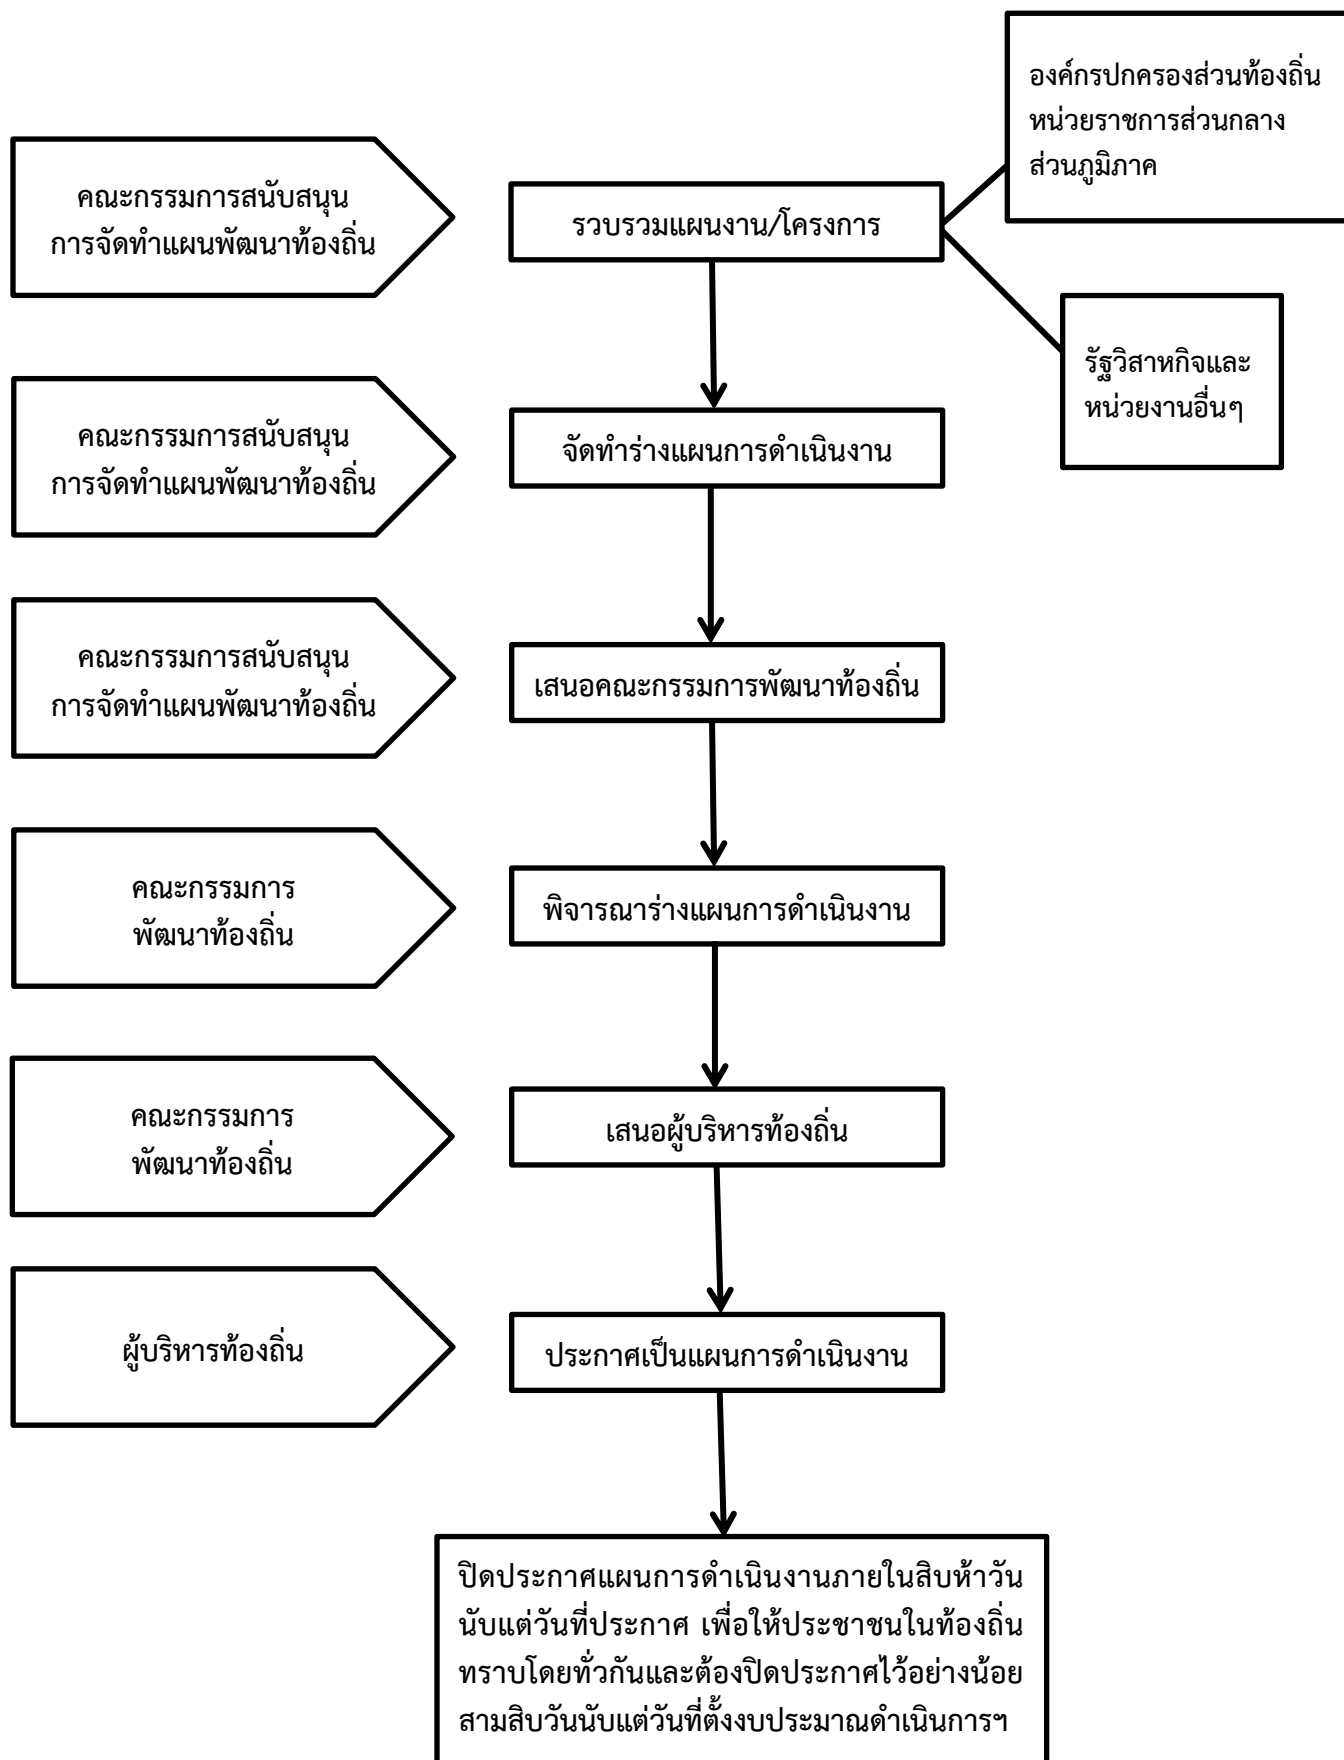 องค์กรปกครองส่วนท้องถิ่น
หน่วยราชการส่วนกลาง
ส่วนภูมิภาค
คณะกรรมการสนับสนุน
การจัดทำแผนพัฒนาท้องถิ่น
รวบรวมแผนงาน/โครงการ
รัฐวิสาหกิจและ
หน่วยงานอื่นๆ
คณะกรรมการสนับสนุน
การจัดทำแผนพัฒนาท้องถิ่น
จัดทำร่างแผนการดำเนินงาน
คณะกรรมการสนับสนุน
การจัดทำแผนพัฒนาท้องถิ่น
เสนอคณะกรรมการพัฒนาท้องถิ่น
คณะกรรมการ
พัฒนาท้องถิ่น
พิจารณาร่างแผนการดำเนินงาน
คณะกรรมการ
พัฒนาท้องถิ่น
เสนอผู้บริหารท้องถิ่น
ผู้บริหารท้องถิ่น
ประกาศเป็นแผนการดำเนินงาน
ปิดประกาศแผนการดำเนินงานภายในสิบห้าวัน
นับแต่วันที่ประกาศ เพื่อให้ประชาชนในท้องถิ่น
ทราบโดยทั่วกันและต้องปิดประกาศไว้อย่างน้อย
สามสิบวันนับแต่วันที่ตั้งงบประมาณดำเนินการฯ